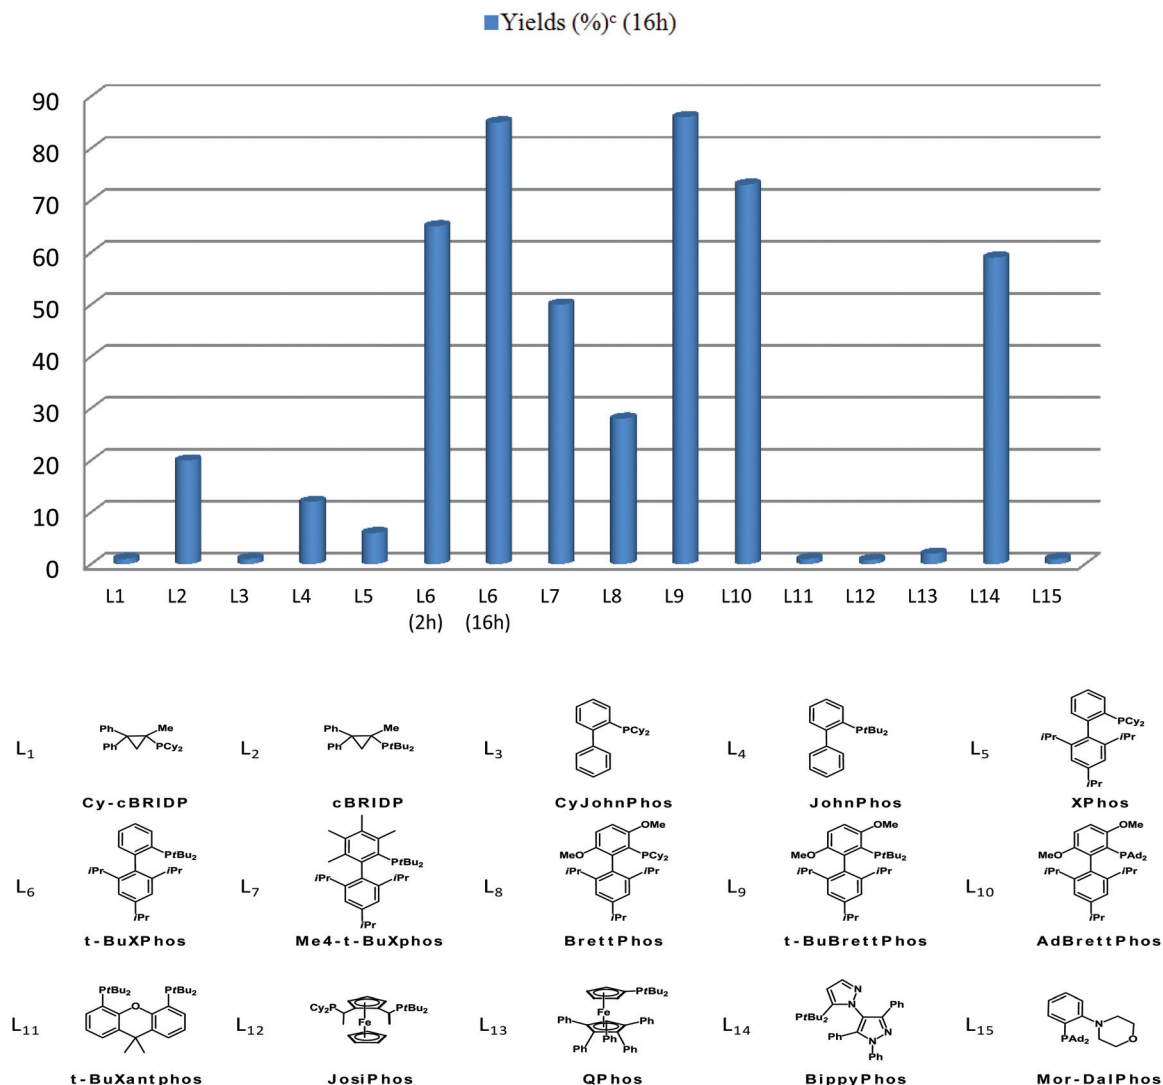 Yields (%)ᶜ (16h)
90
80
70
60
50
40
30
20
10
0
L1 L2 L3 L4 L5 L6 L6 L7 L8 L9 L10 L11 L12 L13 L14 L15
(2h) (16h)
L₁ Ph Me Ph PCy₂
Cy-cBRIDP
L₂ Ph Me Ph PtBu₂
cBRIDP
L₃ PCy₂
CyJohnPhos
L₄ PtBu₂
JohnPhos
L₅ PCy₂ iPr iPr iPr
XPhos
L₆ PtBu₂ iPr iPr iPr
t-BuXPhos
L₇ PtBu₂ iPr iPr iPr
Me4-t-BuXphos
L₈ OMe MeO PCy₂ iPr iPr iPr
BrettPhos
L₉ OMe MeO PtBu₂ iPr iPr iPr
t-BuBrettPhos
L₁₀ OMe MeO PAd₂ iPr iPr iPr
AdBrettPhos
L₁₁ PtBu₂ PtBu₂ O
t-BuXantphos
L₁₂ Cy₂P PtBu₂ Fe
JosiPhos
L₁₃ PtBu₂ Fe Ph Ph Ph Ph Ph
QPhos
L₁₄ N N PtBu₂ Ph Ph N N Ph
BippyPhos
L₁₅ N O PAd₂
Mor-DalPhos